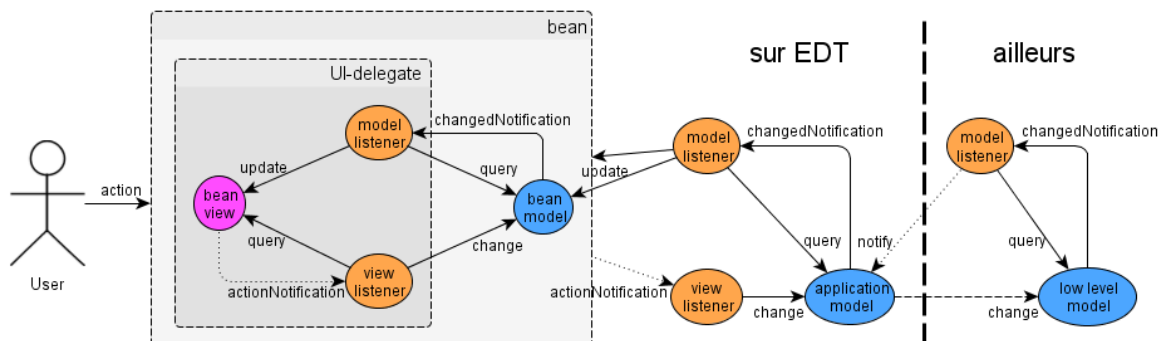 bean
sur EDT
ailleurs
UI-delegate
model
listener
changedNotification
model
listener
changedNotification
model
listener
changedNotification
update
query
update
action
bean
view
bean
model
query
change
query
notify
query
User
view
listener
actionNotification
actionNotification
view
listener
change
application
model
change
low level
model